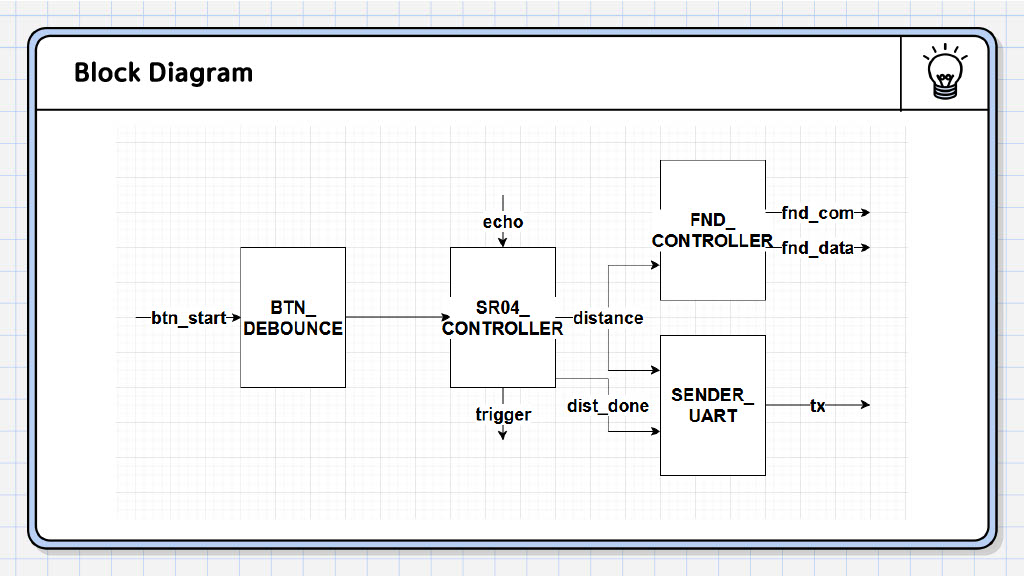 Block Diagram
echo
FND_
CONTROLLER
fnd_com
fnd_data
btn_start
BTN_
DEBOUNCE
SR04_
CONTROLLER
distance
trigger
dist_done
SENDER_
UART
tx